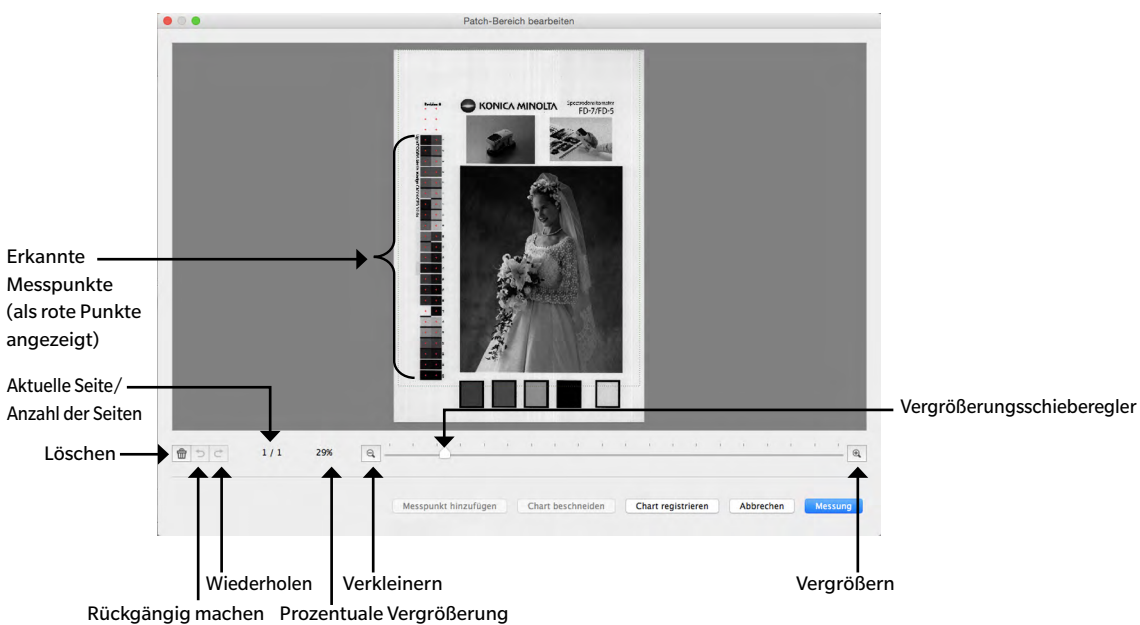 Patch-Bereich bearbeiten
KONICA MINOLTA
Spectrodensitometer
FD-7/FD-5
Erkannte
Messpunkte
(als rote Punkte
angezeigt)
Aktuelle Seite/
Anzahl der Seiten
Vergrößerungsschieberegler
Löschen
1 / 1
29%
Messpunkt hinzufügen
Chart beschneiden
Chart registrieren
Abbrechen
Messung
Wiederholen
Verkleinern
Vergrößern
Rückgängig machen
Prozentuale Vergrößerung